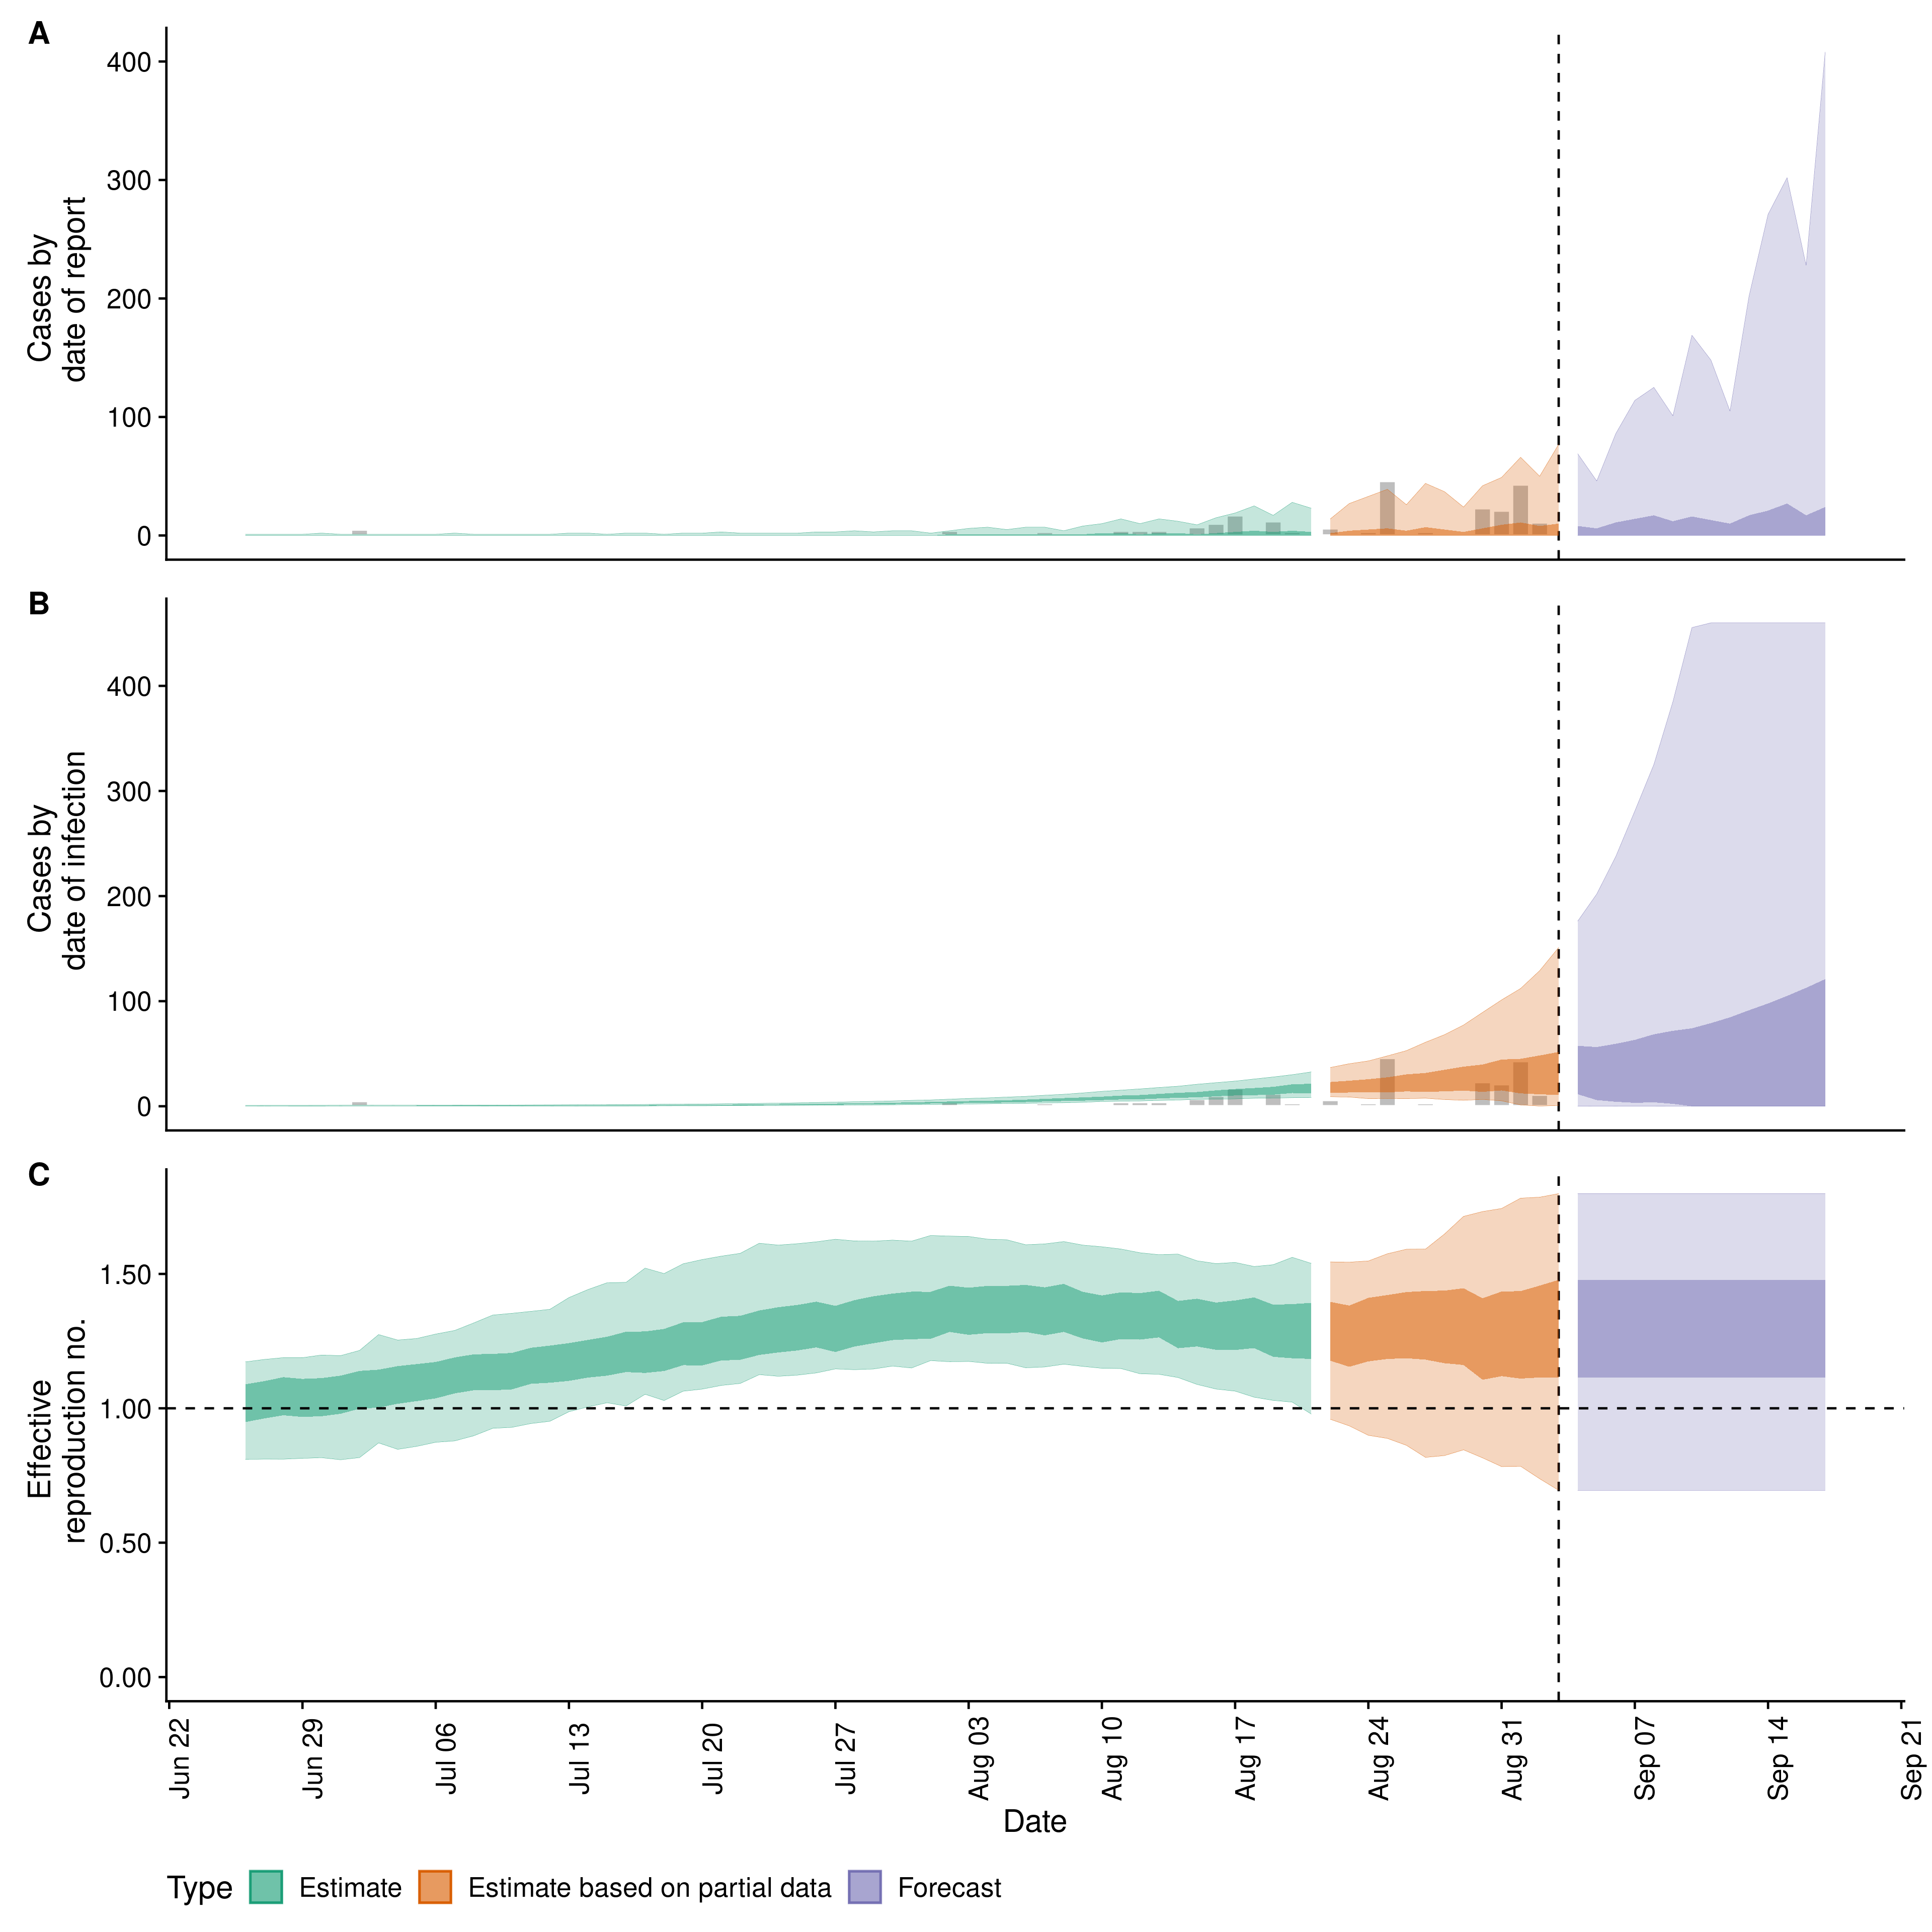 A
Cases by
date of report
400
300
200
100
0
B
Cases by
date of infection
400
300
200
100
0
C
Effective
reproduction no.
1.50
1.00
0.50
0.00
Jun 22
Jun 29
Jul 06
Jul 13
Jul 20
Jul 27
Aug 03
Aug 10
Aug 17
Aug 24
Aug 31
Sep 07
Sep 14
Sep 21
Date
Type Estimate Estimate based on partial data Forecast